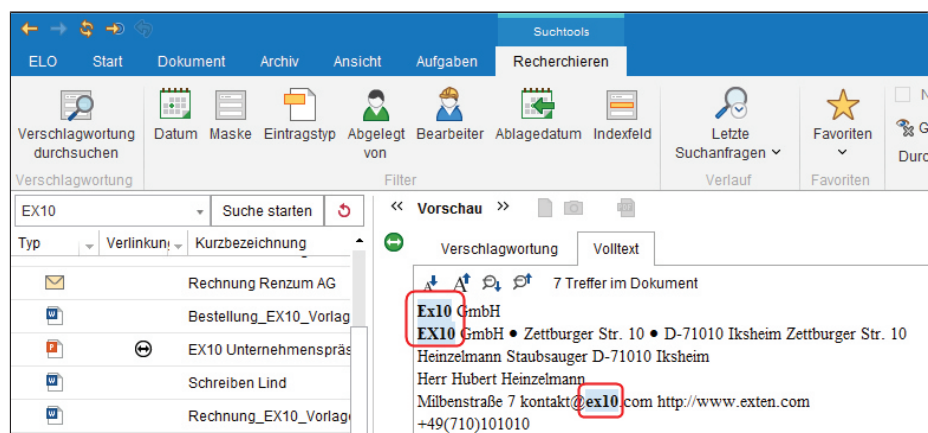 Suchtools
ELO Start Dokument Archiv Ansicht Aufgaben Recherchieren
Verschlagwortung durchsuchen
Datum Maske Eintragstyp Abgelegt von Bearbeiter Ablagedatum Indexfeld
Letzte Suchanfragen
Favoriten
Verschlagwortung Filter Verlauf Favoriten
EX10 Suche starten
Typ Verlinkung Kurzbezeichnung
Rechnung Renzum AG
Bestellung_EX10_Vorlag
EX10 Unternehmenspräs
Schreiben Lind
Rechnung_EX10_Vorlag
Vorschau
Verschlagwortung Volltext
7 Treffer im Dokument
Ex10 GmbH
EX10 GmbH ● Zettburger Str. 10 ● D-71010 Iksheim Zettburger Str. 10
Heinzelmann Staubsauger D-71010 Iksheim
Herr Hubert Heinzelmann
Milbenstraße 7 kontakt@ex10.com http://www.exten.com
+49(710)101010